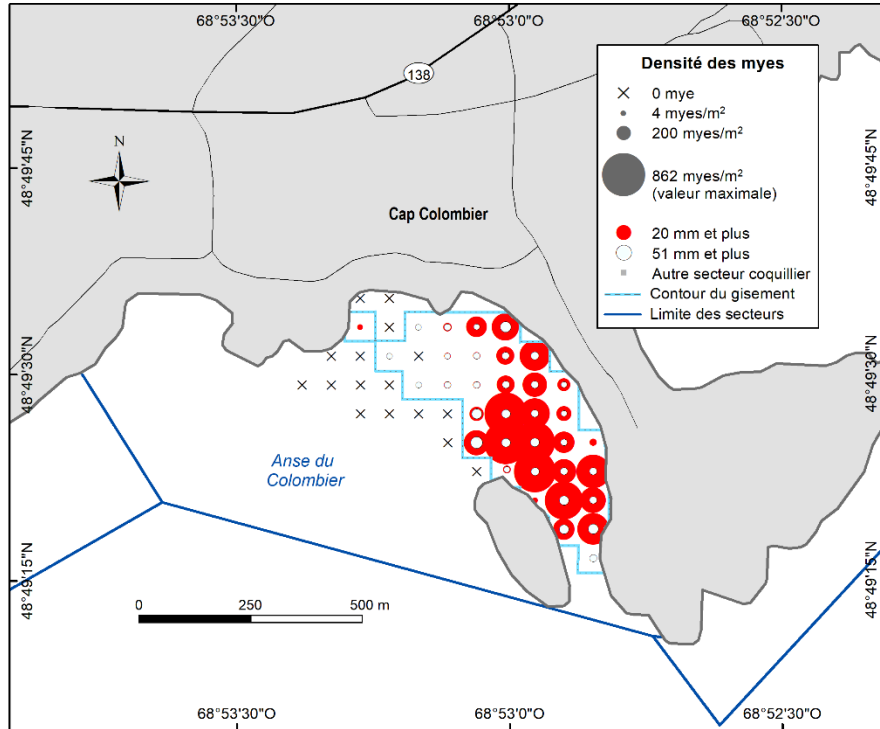 68°53'30"O
68°53'0"O
68°52'30"O
138
Densité des myes
0 mye
4 myes/m²
200 myes/m²
862 myes/m²
(valeur maximale)
20 mm et plus
51 mm et plus
Autre secteur coquillier
Contour du gisement
Limite des secteurs
48°49'45"N
48°49'45"N
N
Cap Colombier
48°49'30"N
48°49'30"N
Anse du
Colombier
48°49'15"N
48°49'15"N
0
250
500 m
68°53'30"O
68°53'0"O
68°52'30"O